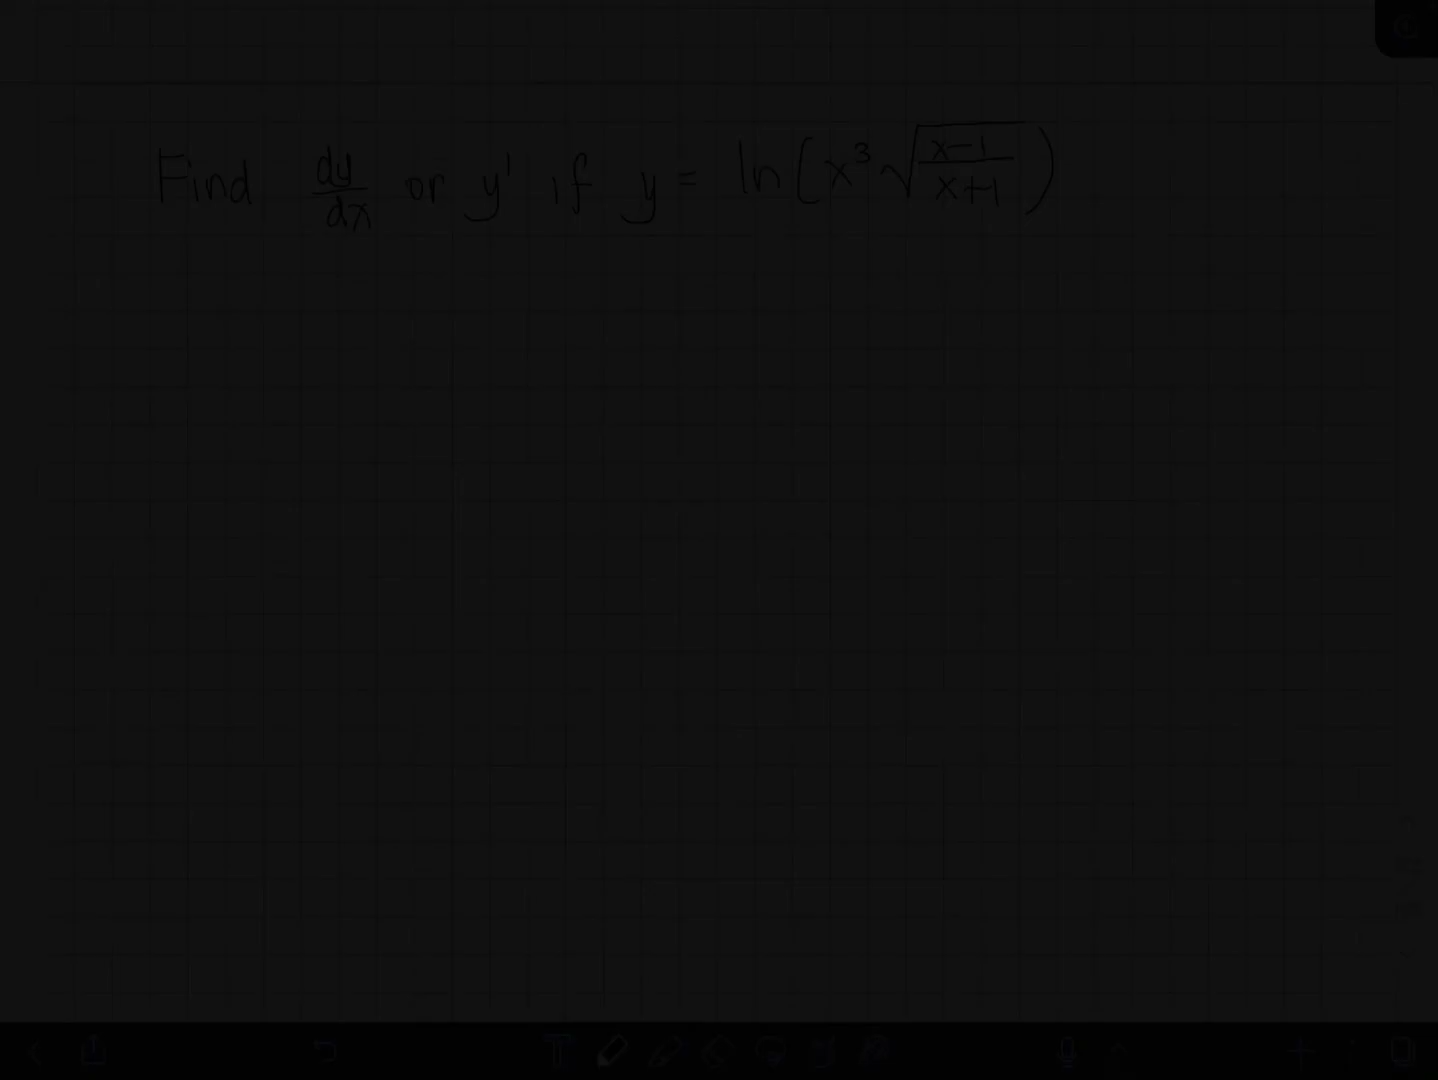 Find dy/dx or y' if y = ln(x³√((x-1)/(x+1)))